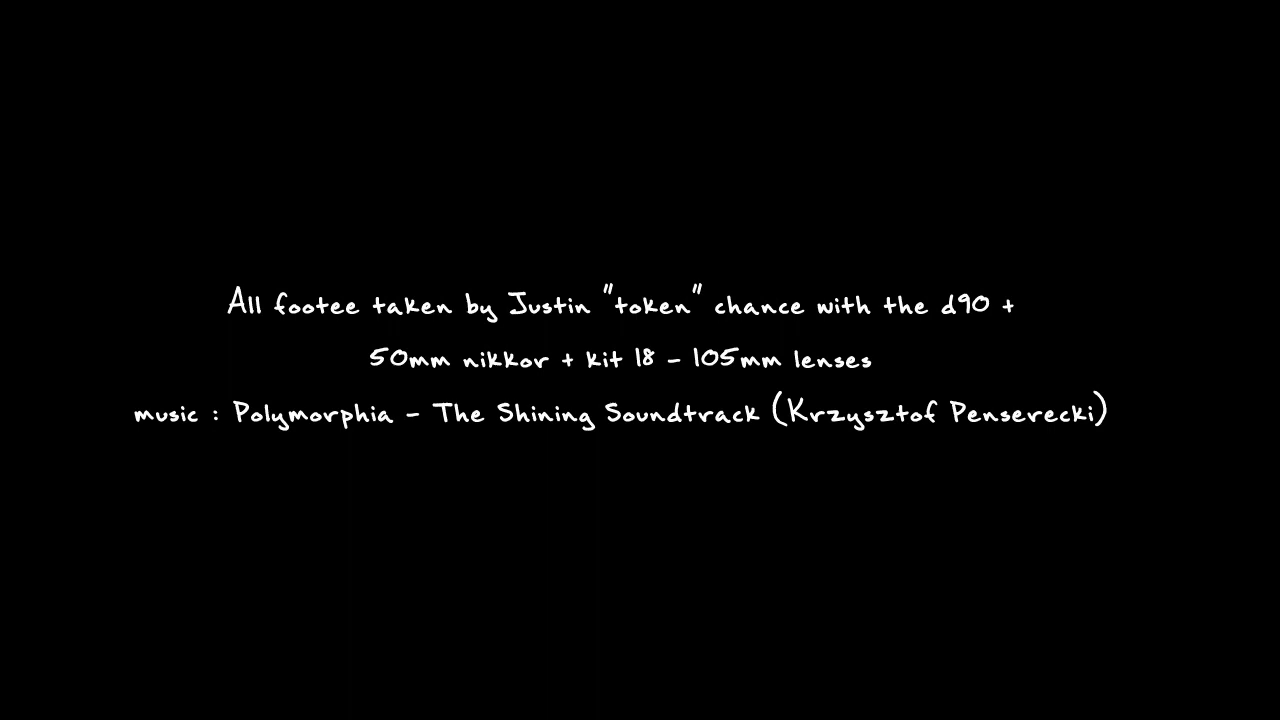 All footee taken by Justin "token" chance with the d90 +
50mm nikkor + kit 18 - 105mm lenses
music : Polymorphia - The Shining Soundtrack (Krzysztof Penserecki)